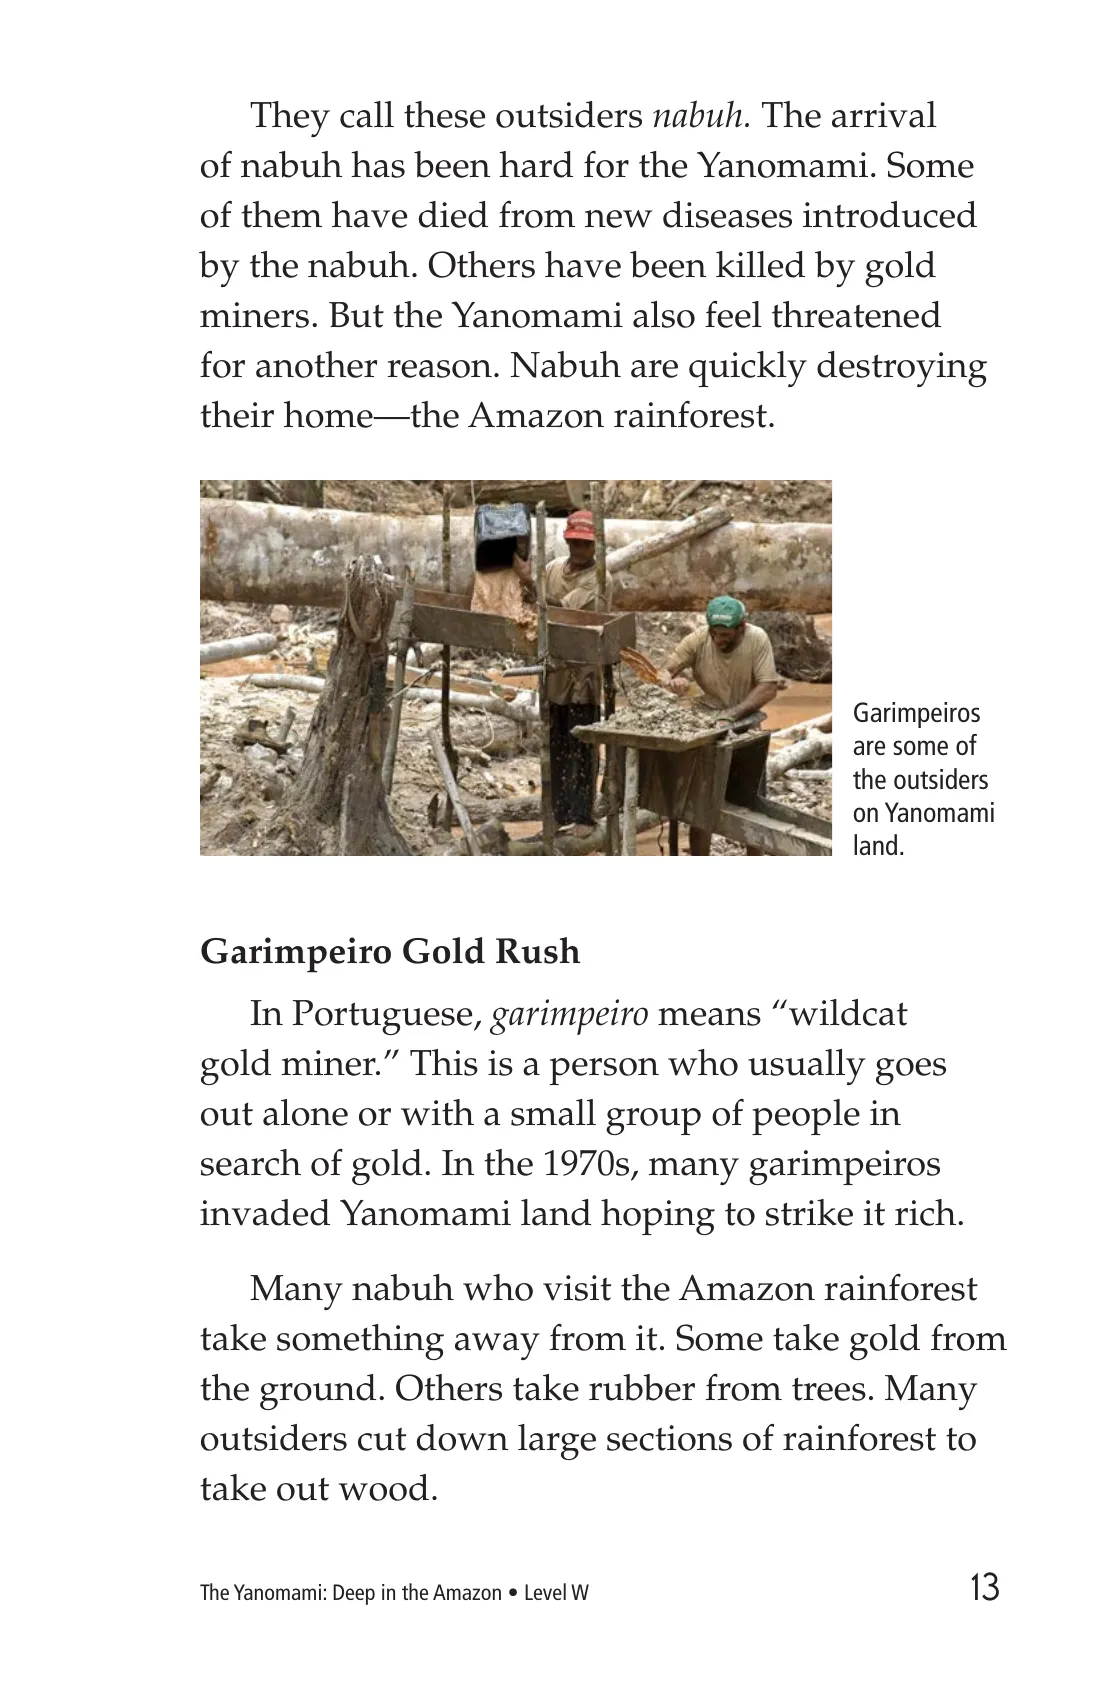 They call these outsiders nabuh. The arrival
of nabuh has been hard for the Yanomami. Some
of them have died from new diseases introduced
by the nabuh. Others have been killed by gold
miners. But the Yanomami also feel threatened
for another reason. Nabuh are quickly destroying
their home—the Amazon rainforest.
Garimpeiros
are some of
the outsiders
on Yanomami
land.
Garimpeiro Gold Rush
In Portuguese, garimpeiro means “wildcat
gold miner.” This is a person who usually goes
out alone or with a small group of people in
search of gold. In the 1970s, many garimpeiros
invaded Yanomami land hoping to strike it rich.
Many nabuh who visit the Amazon rainforest
take something away from it. Some take gold from
the ground. Others take rubber from trees. Many
outsiders cut down large sections of rainforest to
take out wood.
The Yanomami: Deep in the Amazon • Level W
13